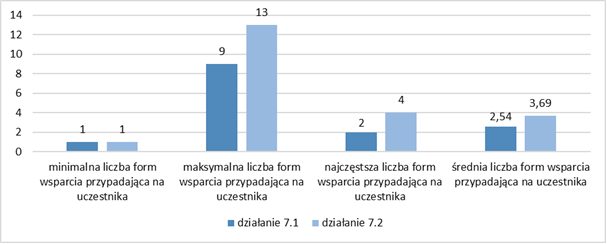 14
12
10
8
6
4
2
0
1
1
9
13
2
4
2,54
3,69
minimalna liczba form
wsparcia przypadająca na
uczestnika
maksymalna liczba form
wsparcia przypadająca na
uczestnika
najczęstsza liczba form
wsparcia przypadająca na
uczestnika
średnia liczba form wsparcia
przypadająca na uczestnika
działanie 7.1
działanie 7.2